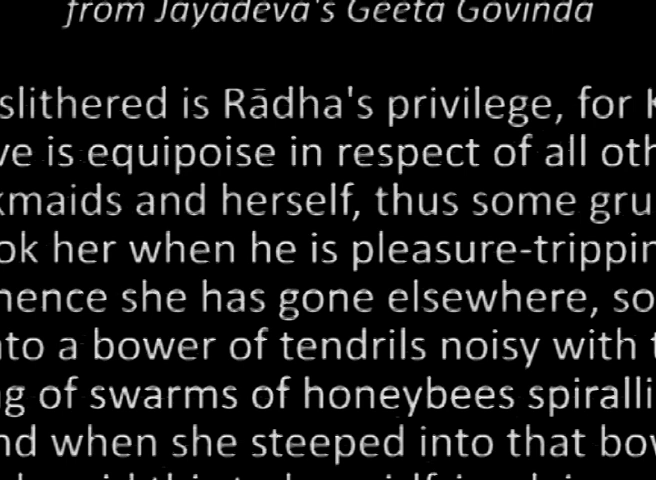 from Jayadeva's Geeta Govinda
slithered is Rādha's privilege, for
ve is equipoise in respect of all oth
kmaids and herself, thus some gru
ok her when he is pleasure-trippin
hence she has gone elsewhere, so
nto a bower of tendrils noisy with t
ng of swarms of honeybees spiralli
nd when she steeped into that bow